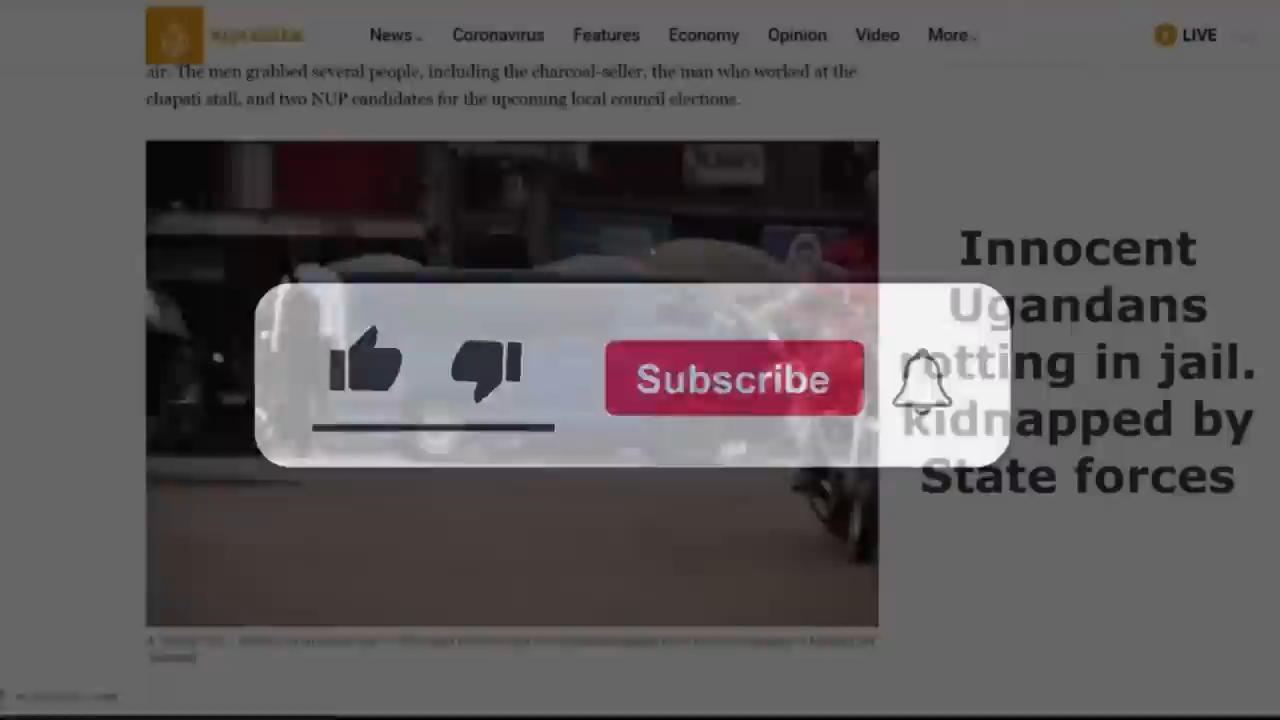 News
Coronavirus
Features
Economy
Opinion
Video
More
LIVE
air. The men grabbed several people, including the charcoal-seller, the man who worked at the
chapati stall, and two NUP candidates for the upcoming local council elections.
Innocent
Ugandans
rotting in jail.
kidnapped by
State forces
Subscribe